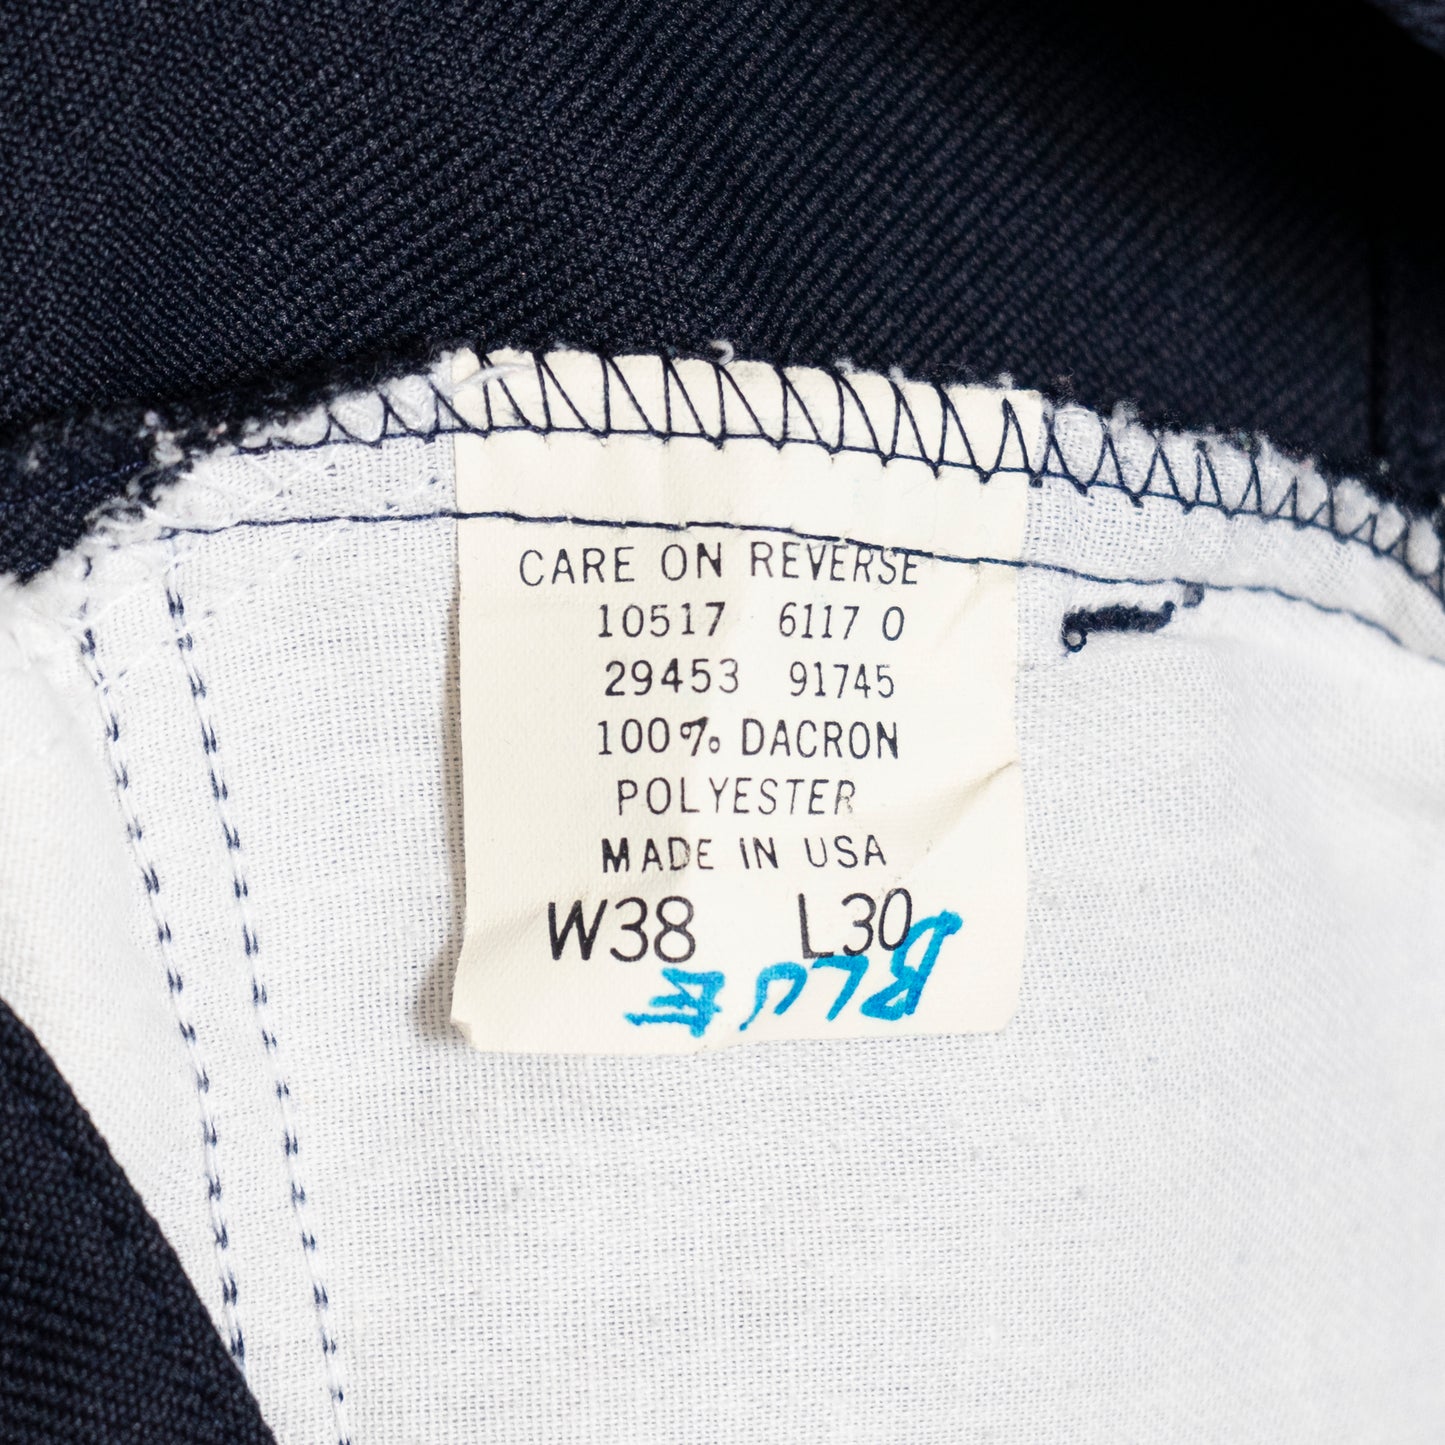 CARE ON REVERSE
10517 6117 0
29453 91745
100% DACRON
POLYESTER
MADE IN USA
W38 L30
BLUE